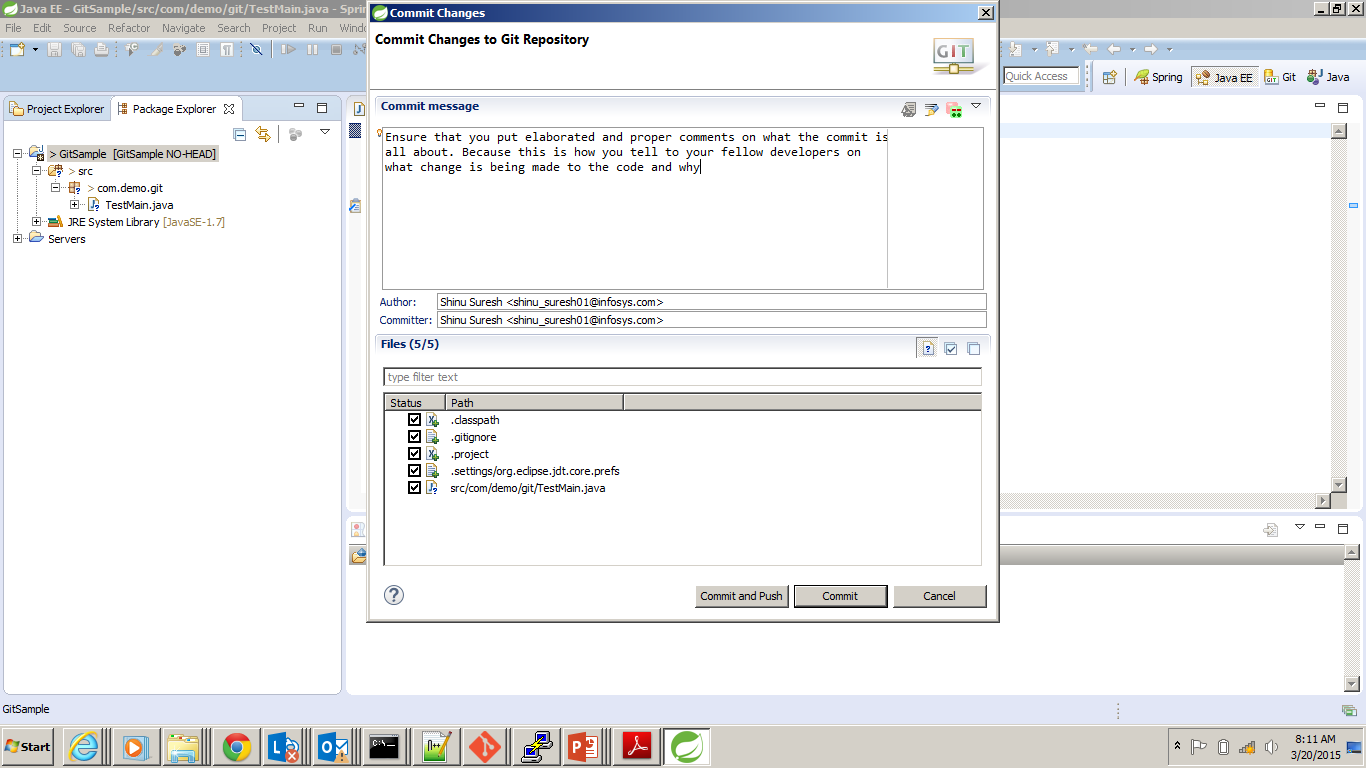 Java EE - GitSample/src/com/demo/git/TestMain.java - Sprin
File Edit Source Refactor Navigate Search Project Run Windo
Quick Access
Spring
Java EE
Git
Java
Project Explorer
Package Explorer
> GitSample [GitSample NO-HEAD]
> src
> com.demo.git
TestMain.java
JRE System Library [JavaSE-1.7]
Servers
Commit Changes
Commit Changes to Git Repository
GIT
Commit message
Ensure that you put elaborated and proper comments on what the commit is
all about. Because this is how you tell to your fellow developers on
what change is being made to the code and why
Author: Shinu Suresh <shinu_suresh01@infosys.com>
Committer: Shinu Suresh <shinu_suresh01@infosys.com>
Files (5/5)
type filter text
Status Path
.classpath
.gitignore
.project
.settings/org.eclipse.jdt.core.prefs
src/com/demo/git/TestMain.java
Commit and Push
Commit
Cancel
GitSample
Start
8:11 AM
3/20/2015